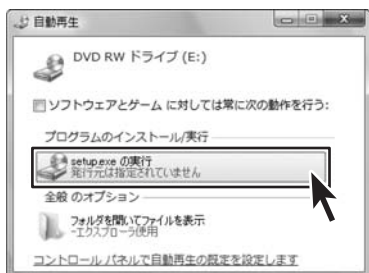 自動再生
DVD RW ドライブ (E:)
ソフトウェアとゲーム に対しては常に次の動作を行う:
プログラムのインストール/実行
setup.exe の実行
発行元は指定されていません
全般 のオプション
フォルダを開いてファイルを表示
-エクスプローラ使用
コントロール パネルで自動再生の既定を設定します